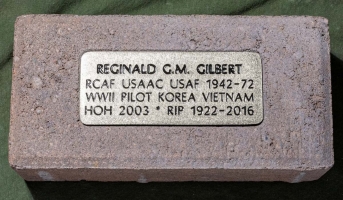 REGINALD G.M. GILBERT
RCAF USAAC USAF 1942-72
WWII PILOT KOREA VIETNAM
HOH 2003 * RIP 1922-2016